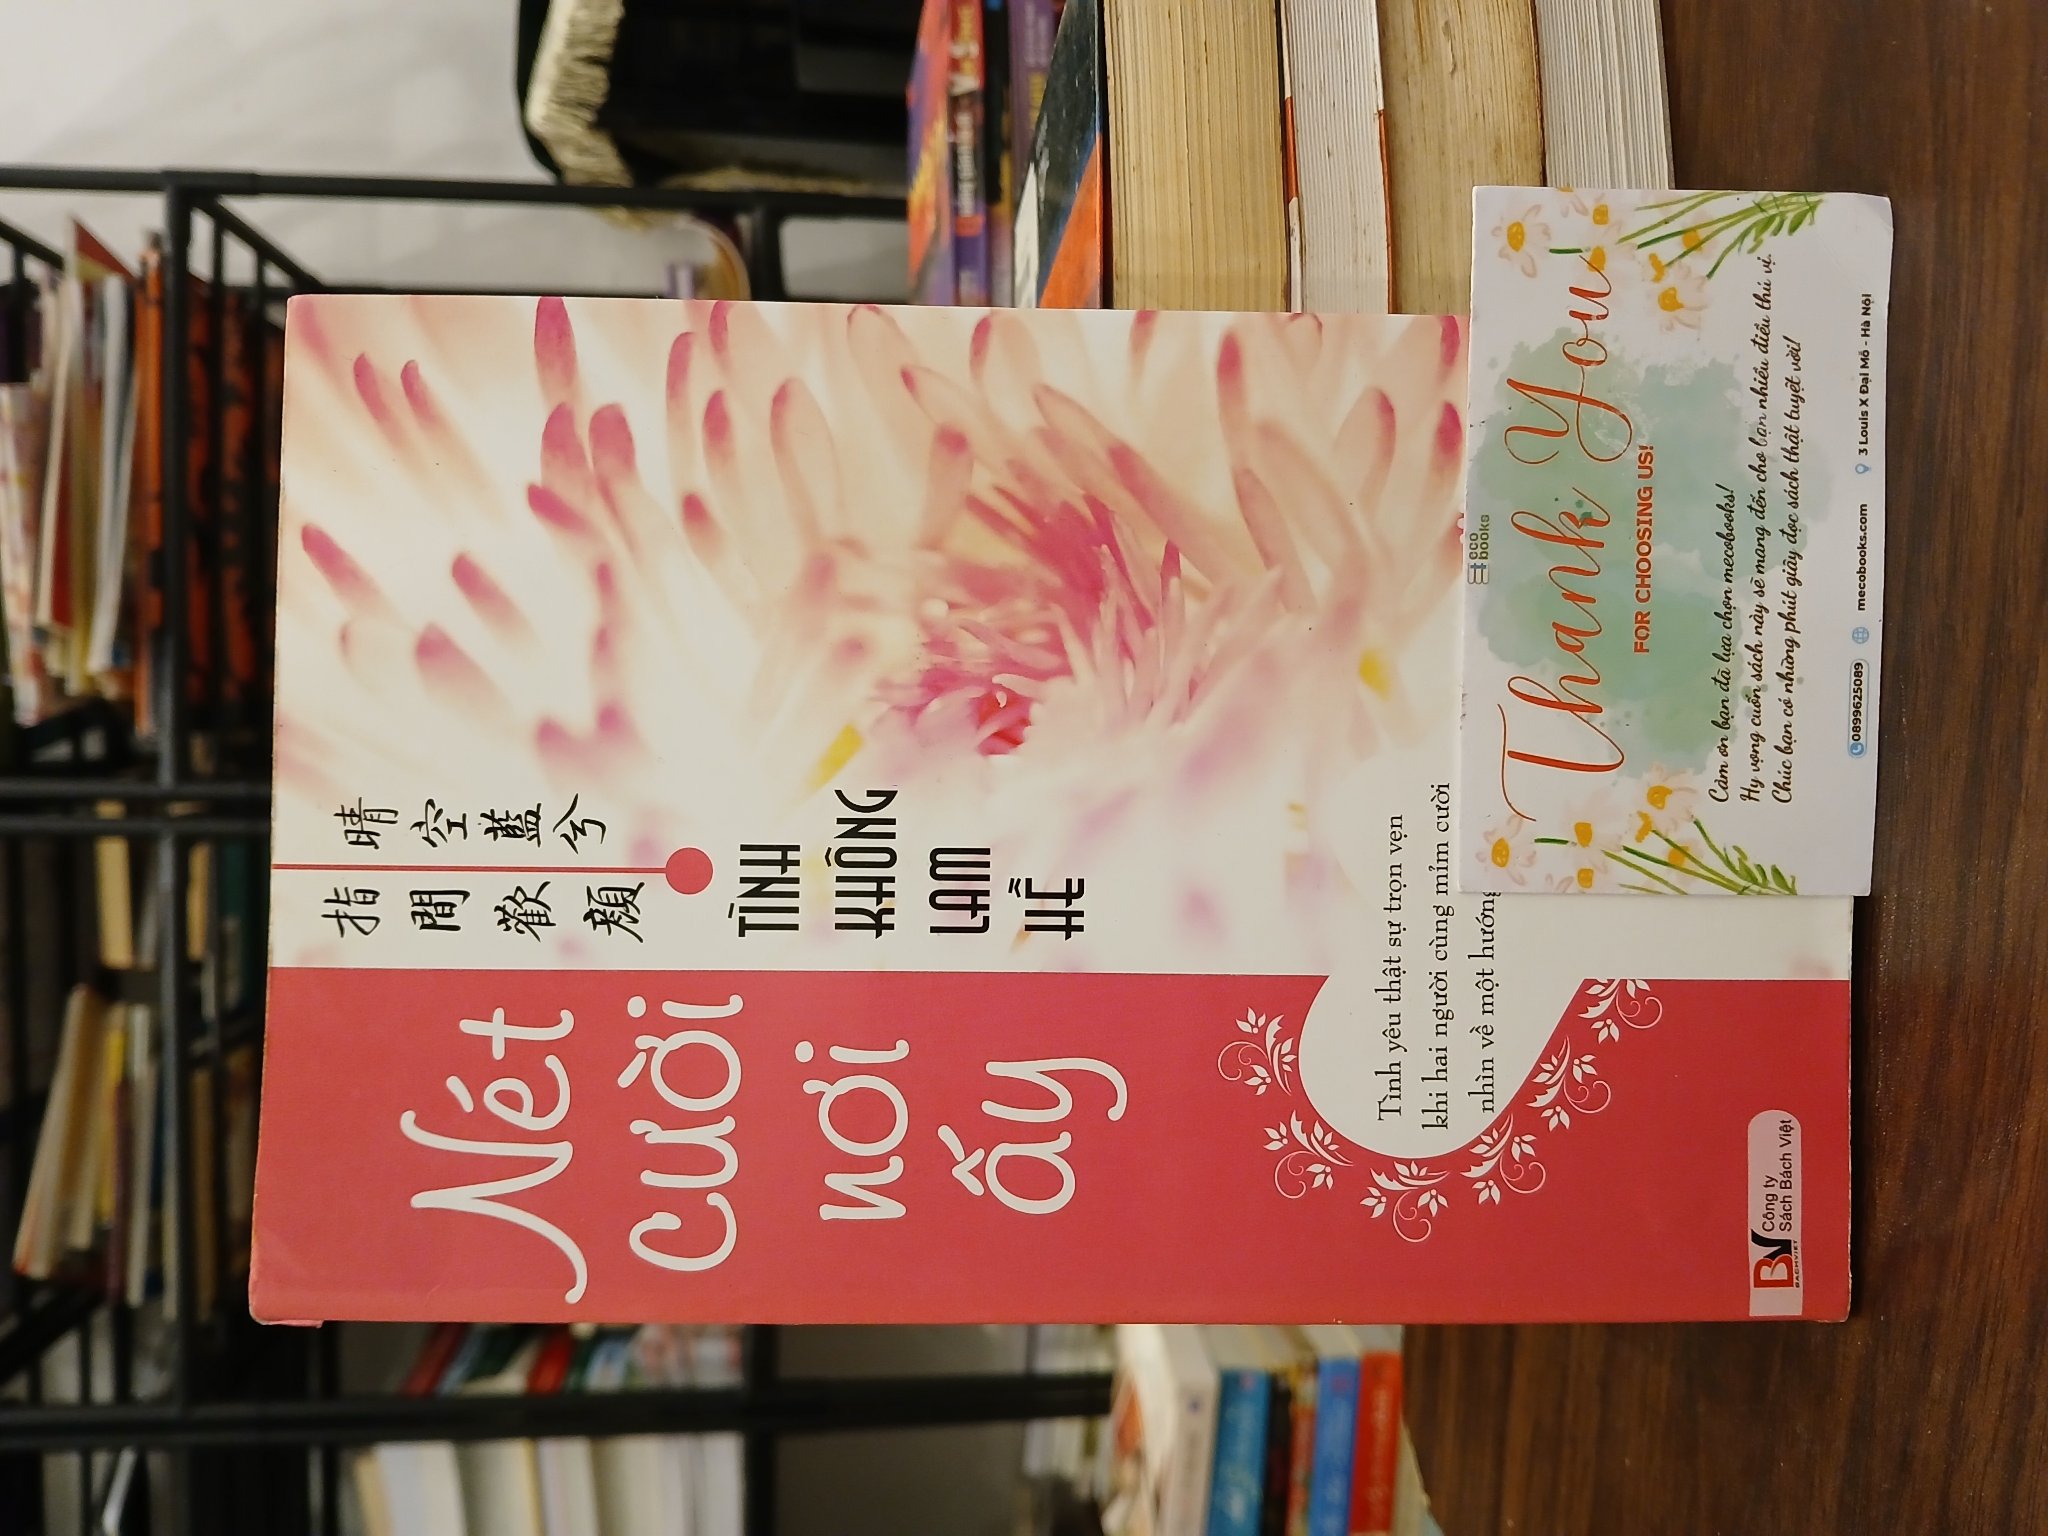 指間歡顏
晴空藍兮
Nét
cười
nơi
ấy
TÌNH
KHÔNG
LAM
HỀ
Tình yêu thật sự trọn vẹn
khi hai người cùng mỉm cười
nhìn về một hướng
BV
BACHVIET
Công ty
Sách Bách Việt
eco
books
Thank You
FOR CHOOSING US!
Cảm ơn bạn đã lựa chọn mecobooks!
Hy vọng cuốn sách này sẽ mang đến cho bạn nhiều điều thú vị.
Chúc bạn có những phút giây đọc sách thật tuyệt vời!
0899625089 mecobooks.com 3 Louis X Đại Mỗ - Hà Nội